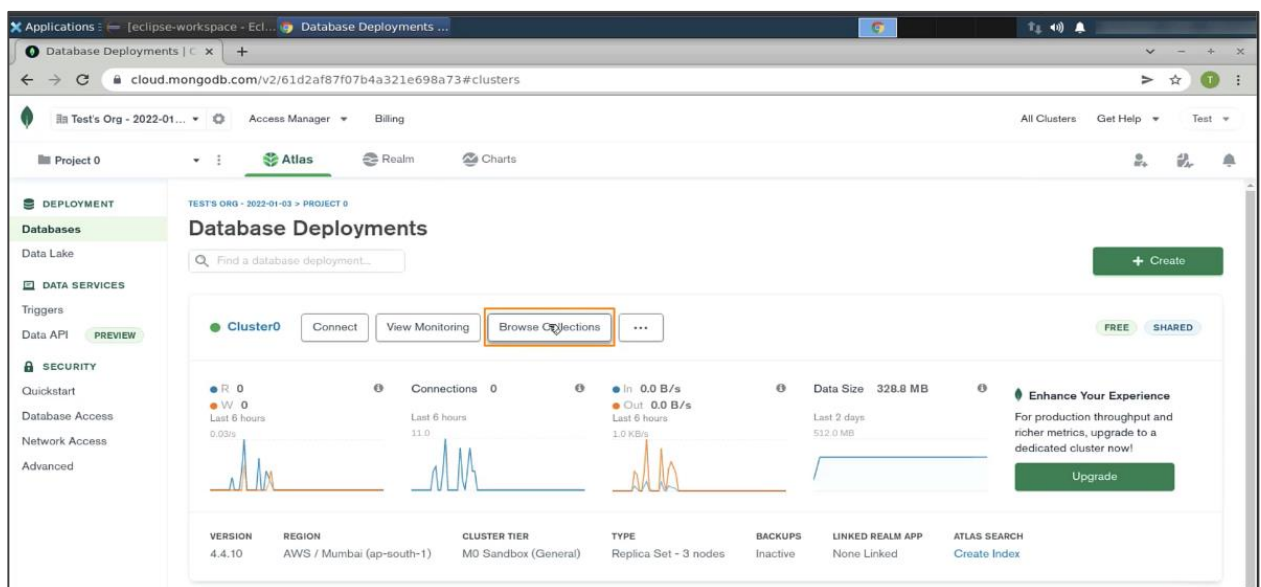 Applications : [eclipse-workspace - Ecl... Database Deployments ...
Database Deployments | C × +
cloud.mongodb.com/v2/61d2af87f07b4a321e698a73#clusters T
Test's Org - 2022-01... Access Manager Billing All Clusters Get Help Test
Project 0 Atlas Realm Charts
DEPLOYMENT
Databases
Data Lake
DATA SERVICES
Triggers
Data API PREVIEW
SECURITY
Quickstart
Database Access
Network Access
Advanced
TEST'S ORG - 2022-01-03 > PROJECT 0
Database Deployments
Find a database deployment...
+ Create
Cluster0 Connect View Monitoring Browse Collections ... FREE SHARED
R 0
W 0
Last 6 hours
0.03/s
Connections 0
Last 6 hours
11.0
In 0.0 B/s
Out 0.0 B/s
Last 6 hours
1.0 KB/s
Data Size 328.8 MB
Last 2 days
512.0 MB
Enhance Your Experience
For production throughput and
richer metrics, upgrade to a
dedicated cluster now!
Upgrade
VERSION REGION CLUSTER TIER TYPE BACKUPS LINKED REALM APP ATLAS SEARCH
4.4.10 AWS / Mumbai (ap-south-1) M0 Sandbox (General) Replica Set - 3 nodes Inactive None Linked Create Index